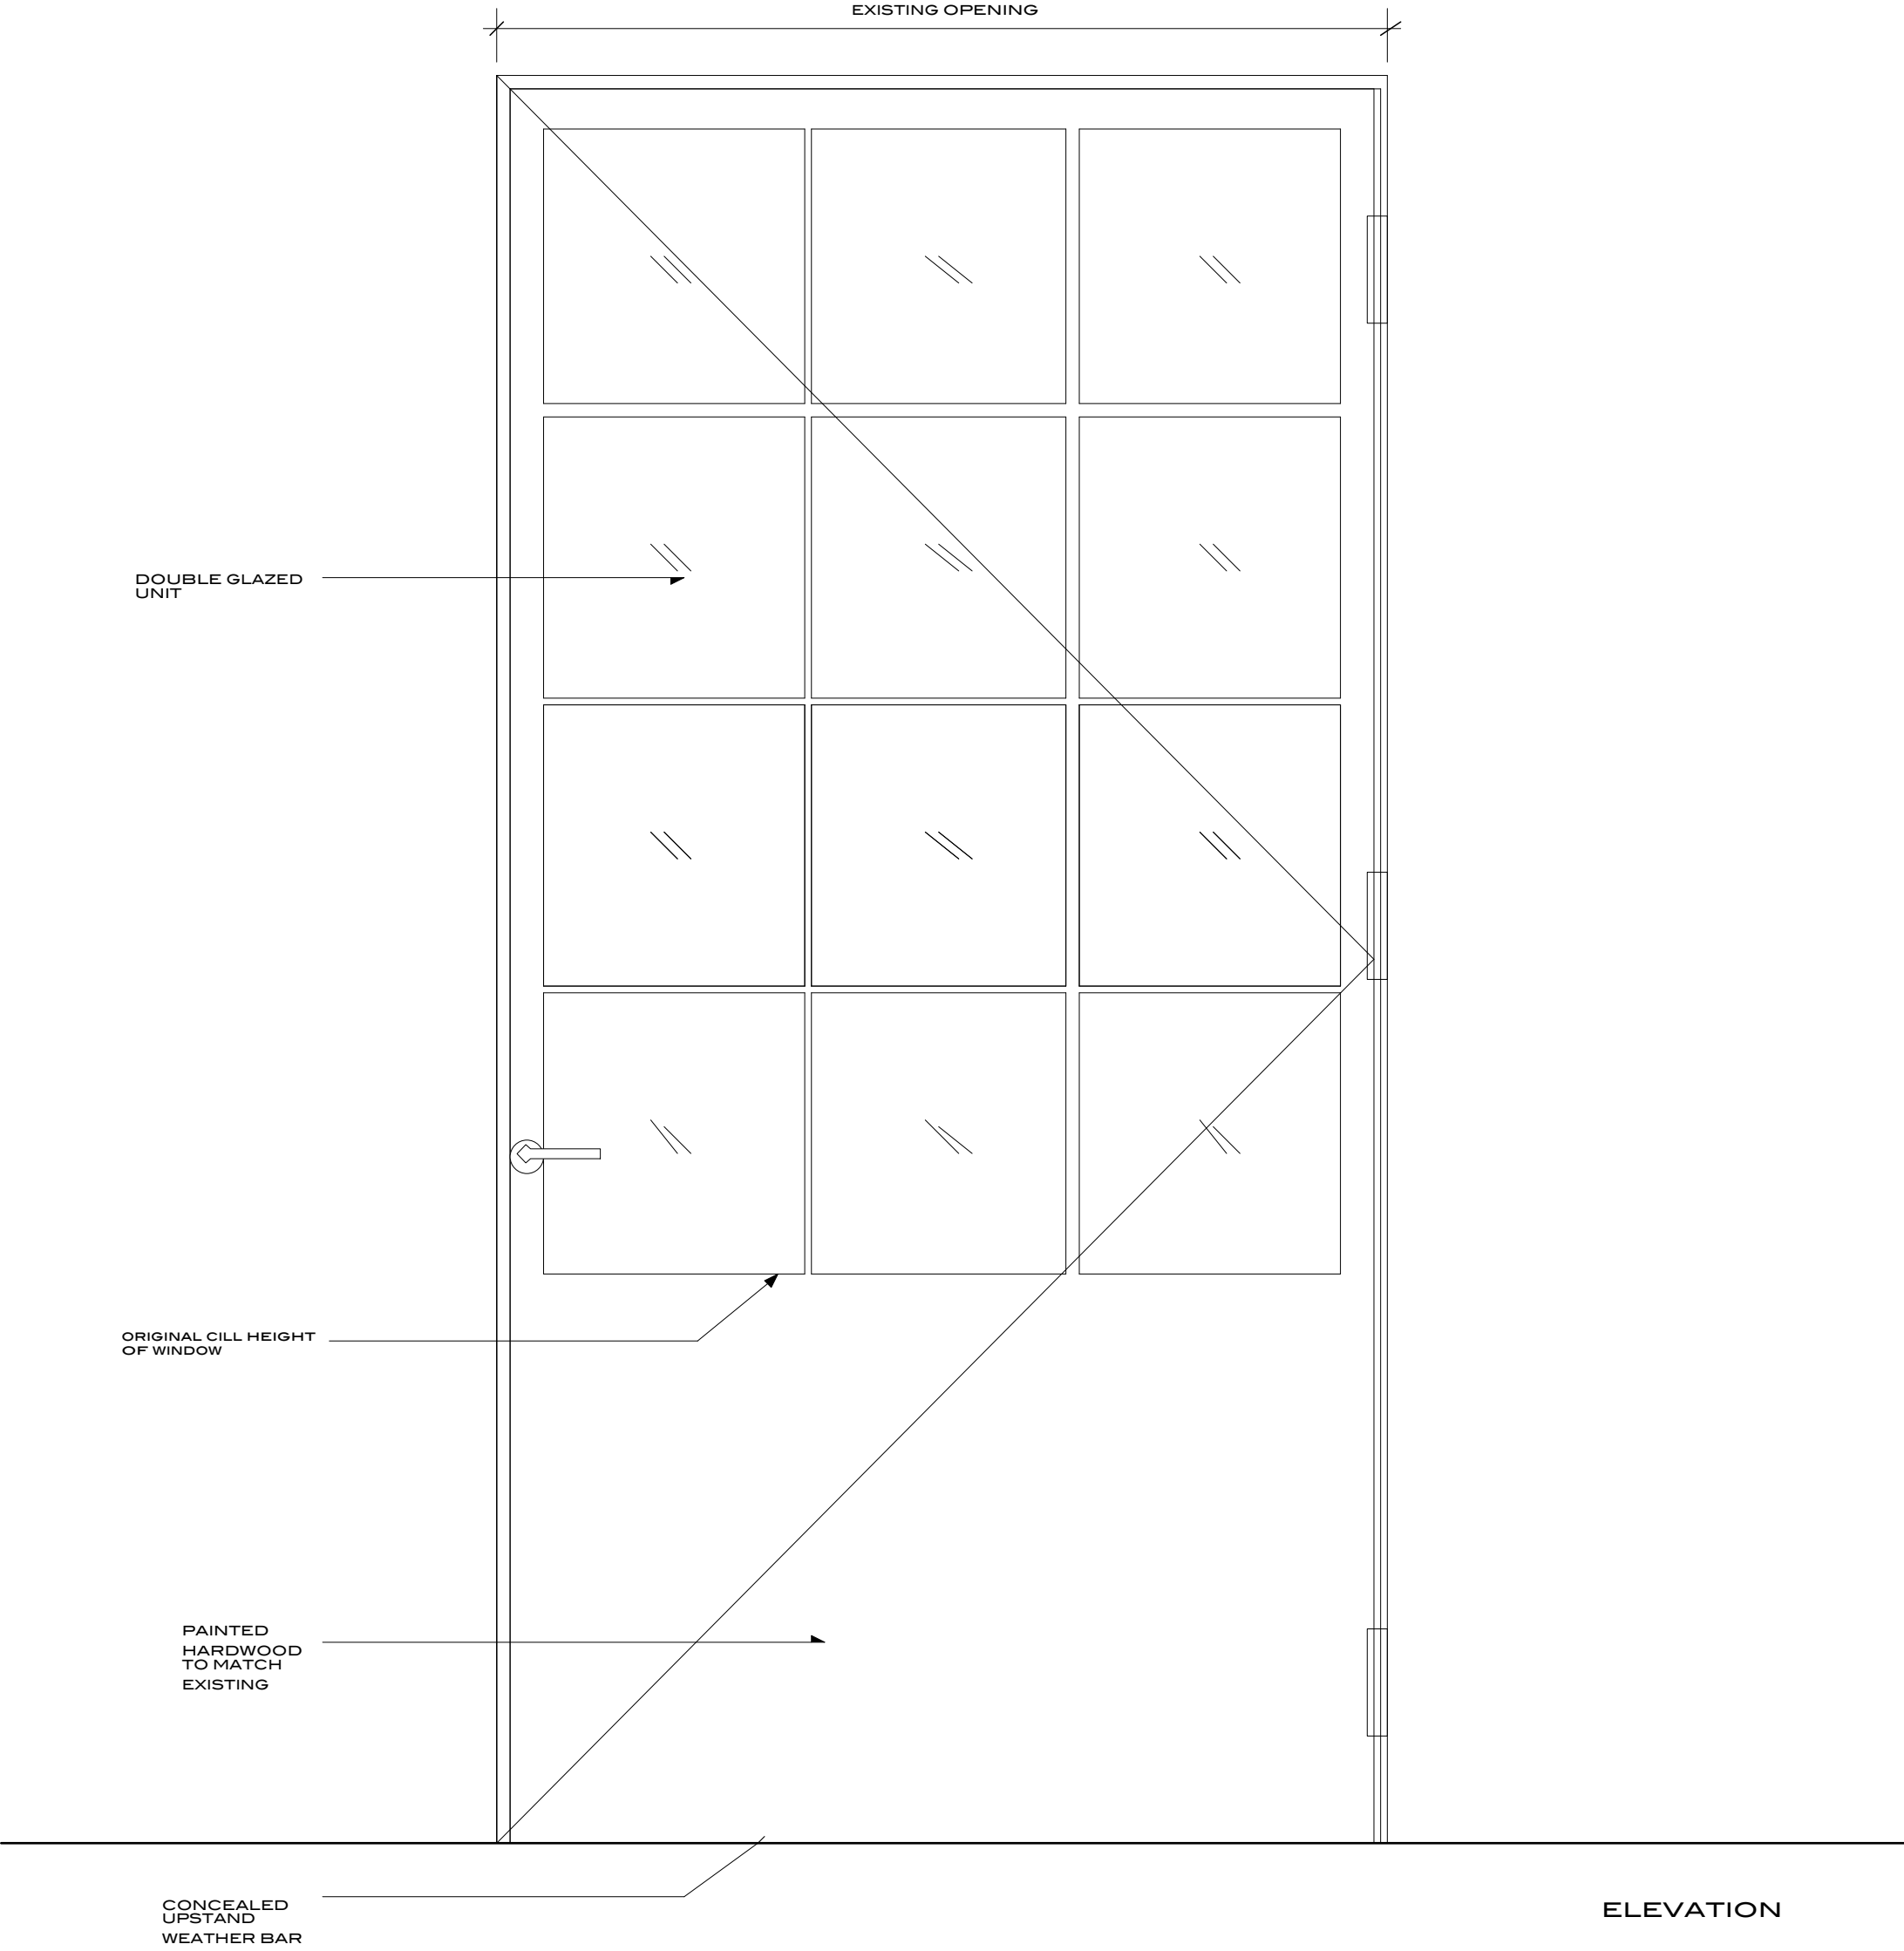 EXISTING OPENING
DOUBLE GLAZED
UNIT
ORIGINAL CILL HEIGHT
OF WINDOW
PAINTED
HARDWOOD
TO MATCH
EXISTING
CONCEALED
UPSTAND
WEATHER BAR
ELEVATION